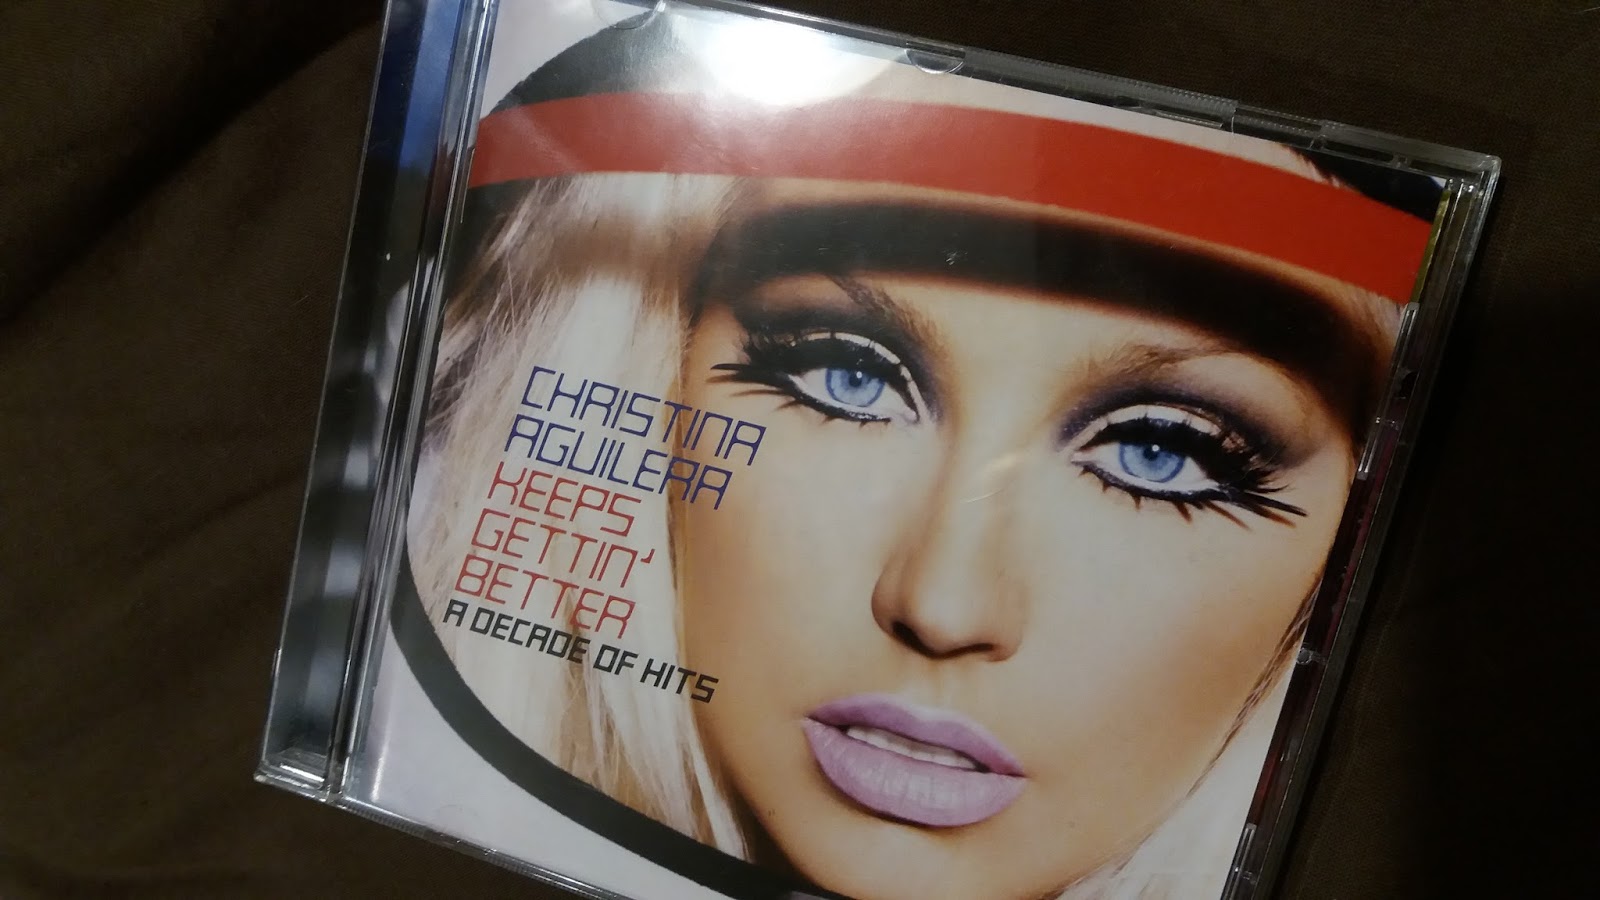 CHRISTINA
AGUILERA
KEEPS
GETTIN'
BETTER
A DECADE OF HITS